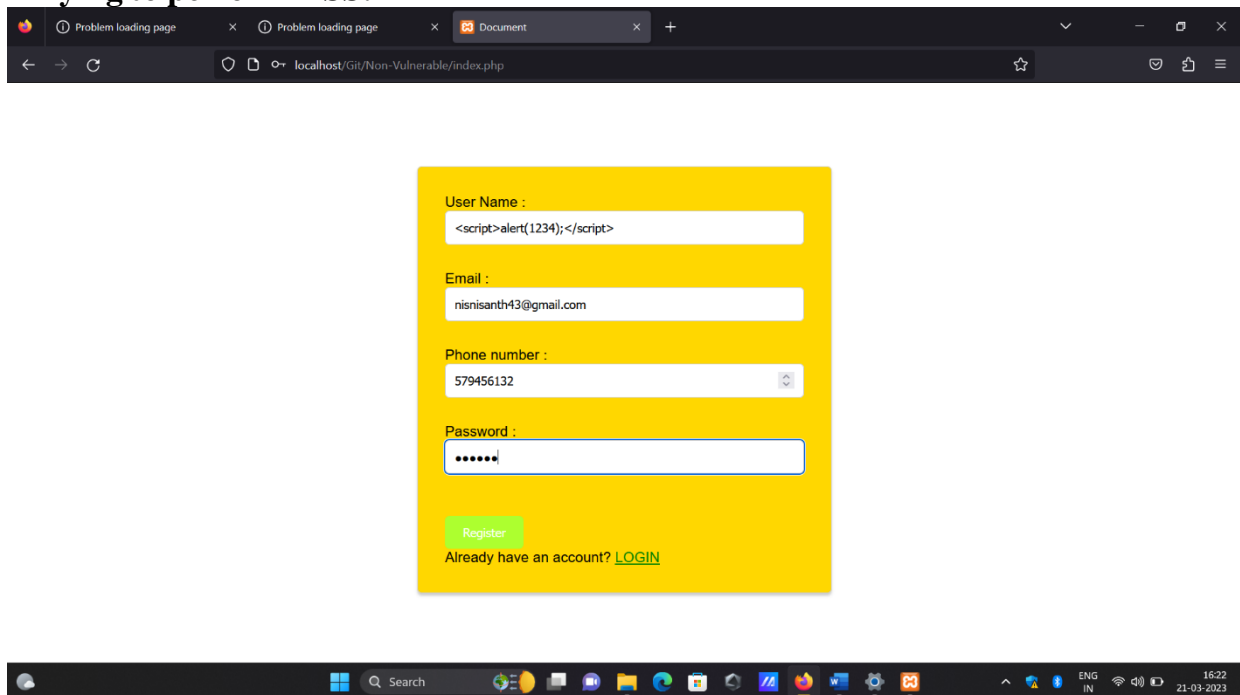 Problem loading page
Problem loading page
Document
localhost/Git/Non-Vulnerable/index.php
User Name :
<script>alert(1234);</script>
Email :
nisnisanth43@gmail.com
Phone number :
579456132
Password :
••••••
Register
Already have an account? LOGIN
Search
ENG
IN
16:22
21-03-2023